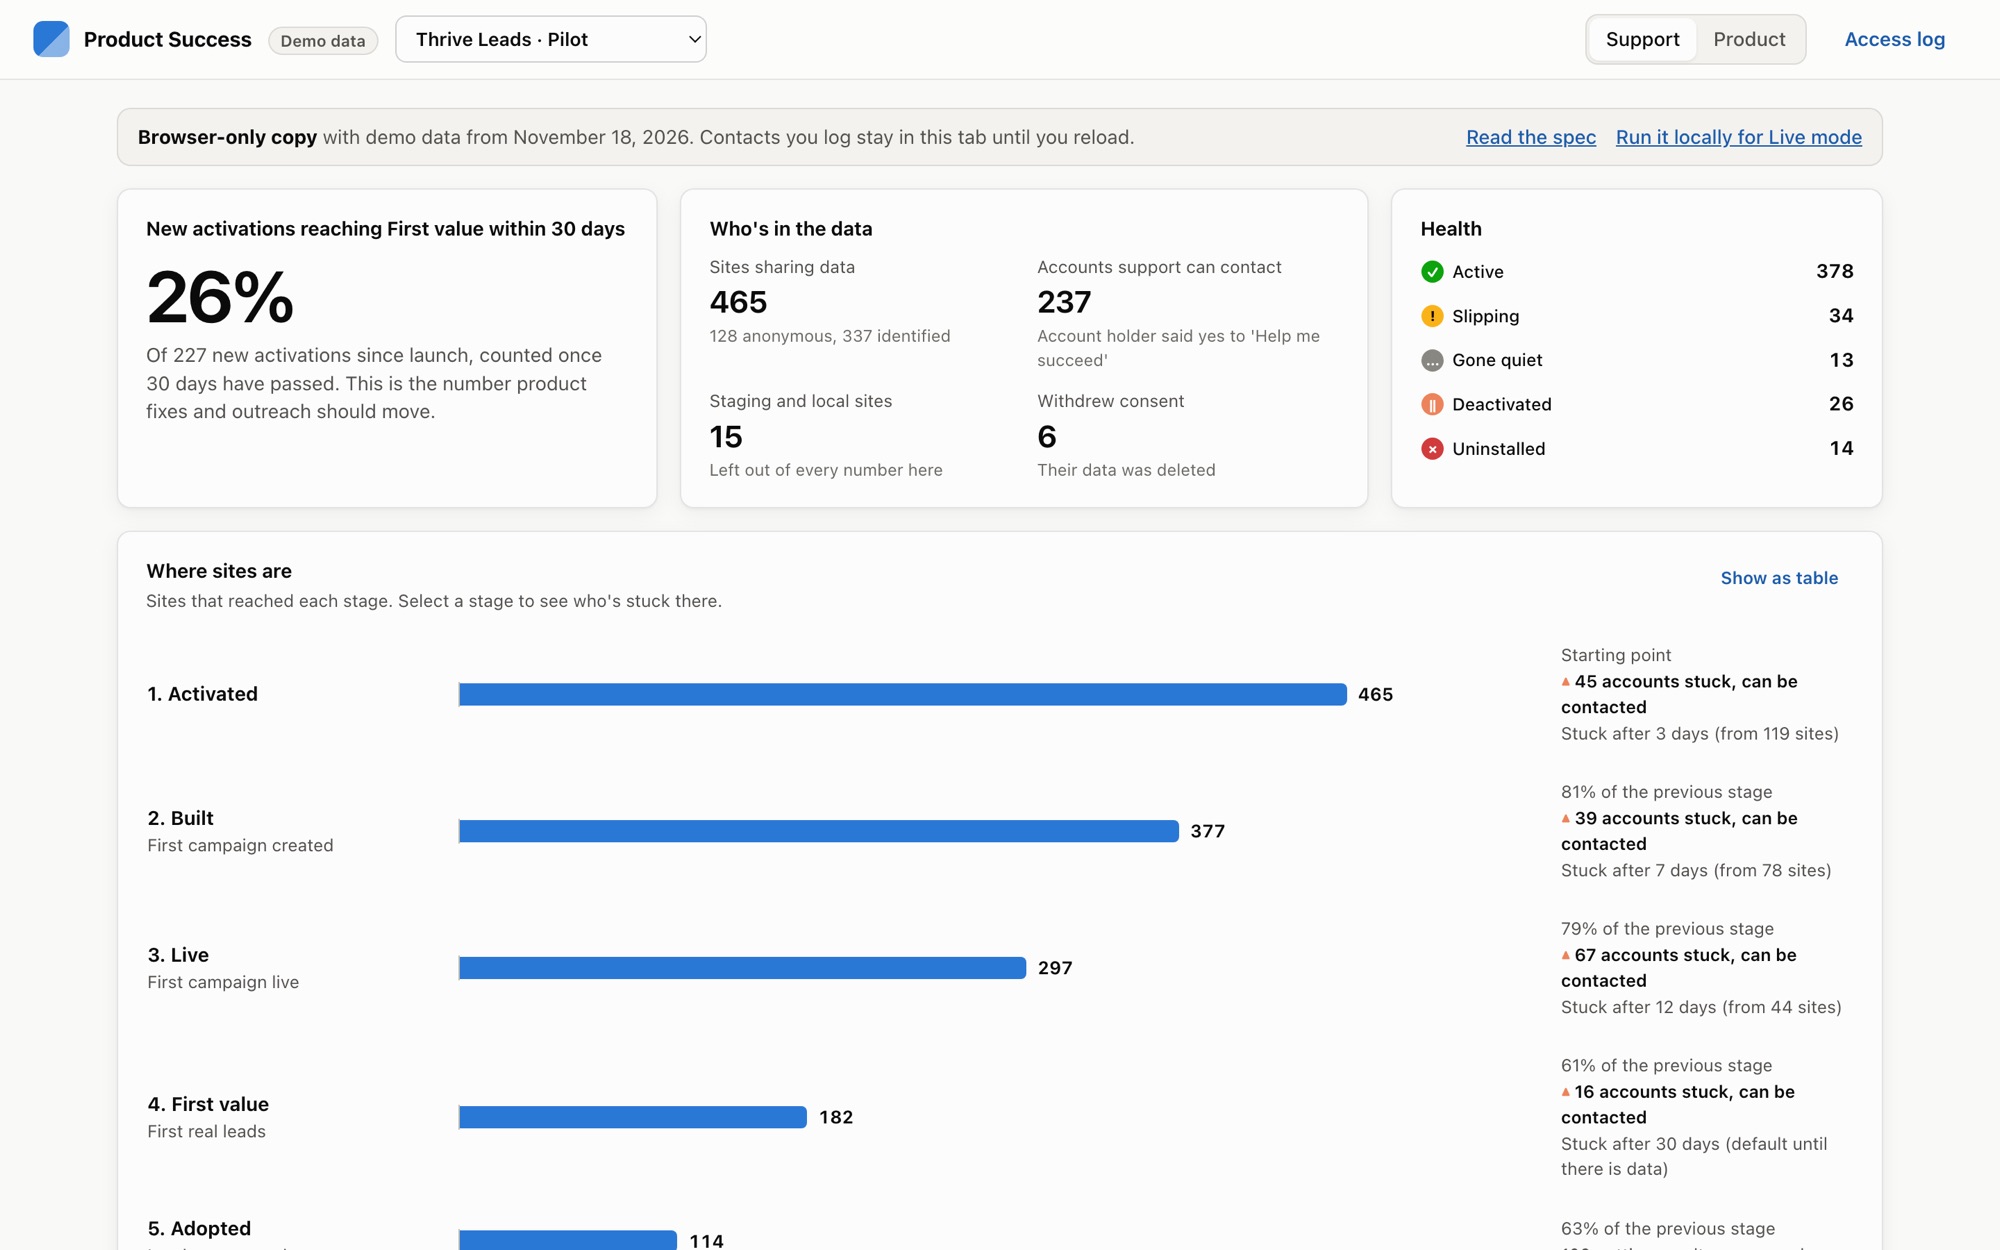 Product Success
Demo data
Thrive Leads · Pilot
Support
Product
Access log
Browser-only copy with demo data from November 18, 2026. Contacts you log stay in this tab until you reload.
Read the spec
Run it locally for Live mode
New activations reaching First value within 30 days
26%
Of 227 new activations since launch, counted once
30 days have passed. This is the number product
fixes and outreach should move.
Who's in the data
Sites sharing data
465
128 anonymous, 337 identified
Accounts support can contact
237
Account holder said yes to 'Help me
succeed'
Staging and local sites
15
Left out of every number here
Withdrew consent
6
Their data was deleted
Health
Active 378
Slipping 34
Gone quiet 13
Deactivated 26
Uninstalled 14
Where sites are
Sites that reached each stage. Select a stage to see who's stuck there.
Show as table
1. Activated
465
Starting point
45 accounts stuck, can be
contacted
Stuck after 3 days (from 119 sites)
2. Built
First campaign created
377
81% of the previous stage
39 accounts stuck, can be
contacted
Stuck after 7 days (from 78 sites)
3. Live
First campaign live
297
79% of the previous stage
67 accounts stuck, can be
contacted
Stuck after 12 days (from 44 sites)
4. First value
First real leads
182
61% of the previous stage
16 accounts stuck, can be
contacted
Stuck after 30 days (default until
there is data)
5. Adopted
114
63% of the previous stage